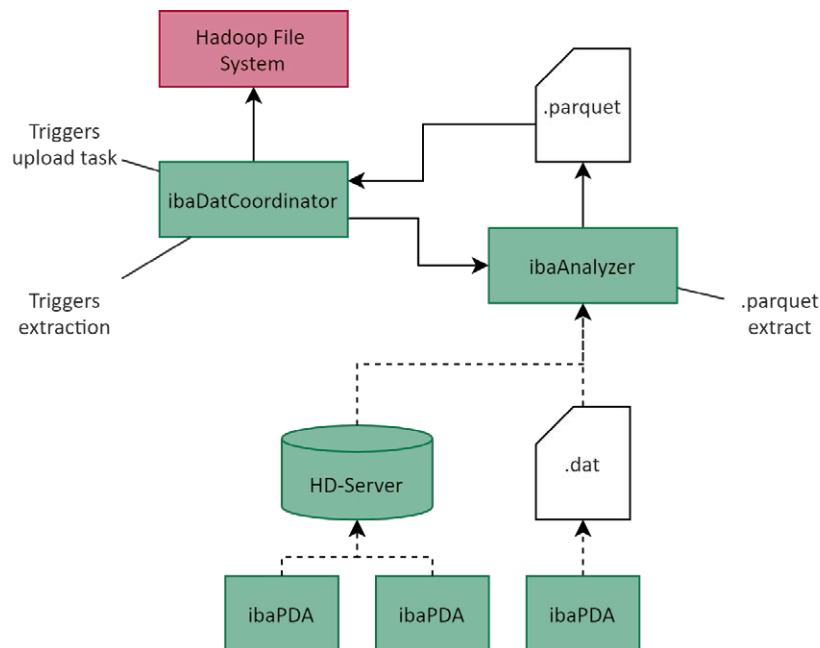 Hadoop File
System
.parquet
Triggers
upload task
ibaDatCoordinator
ibaAnalyzer
Triggers
extraction
.parquet
extract
HD-Server
.dat
ibaPDA
ibaPDA
ibaPDA